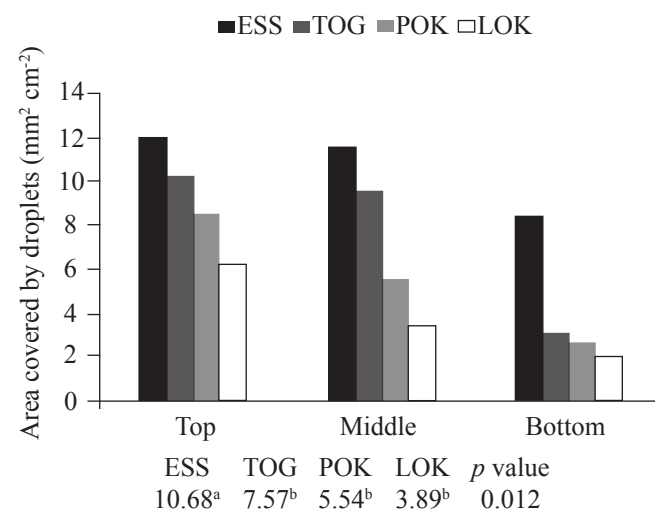 ESS TOG POK LOK
Area covered by droplets (mm² cm⁻²)
14
12
10
8
6
4
2
0
Top Middle Bottom
ESS TOG POK LOK p value
10.68ᵃ 7.57ᵇ 5.54ᵇ 3.89ᵇ 0.012